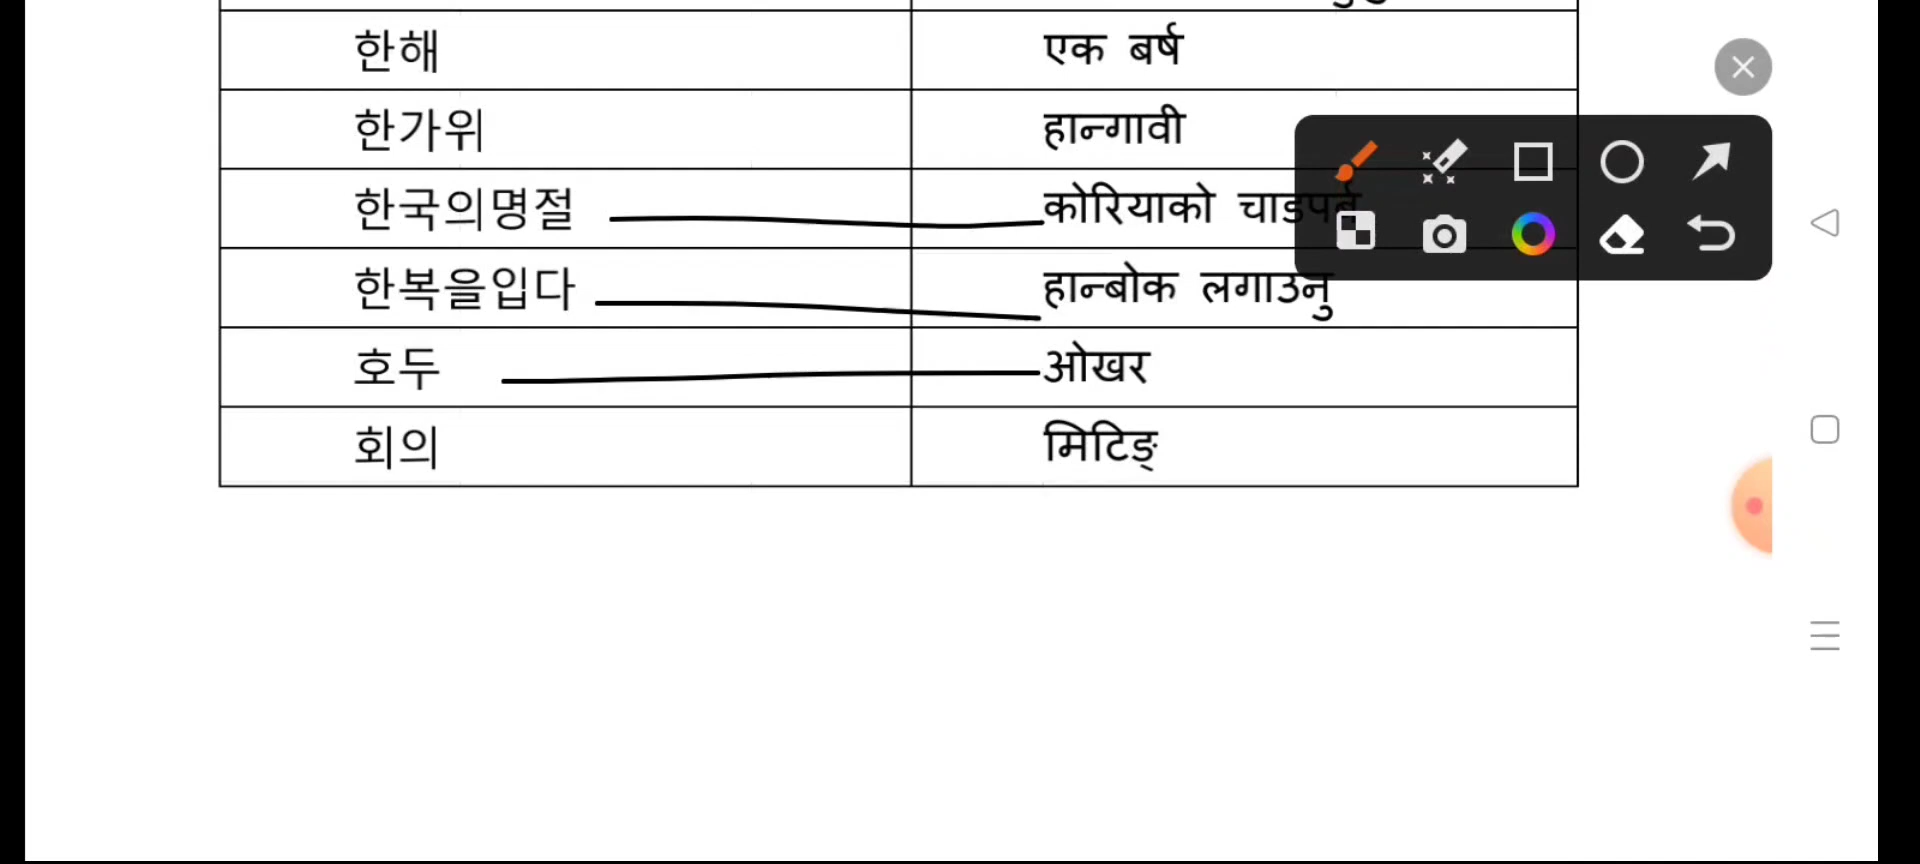 한해 एक बर्ष
한가위 हान्गावी
한국의명절 कोरियाको चाडपर्ब
한복을입다 हान्बोक लगाउनु
호두 ओखर
회의 मिटिङ्